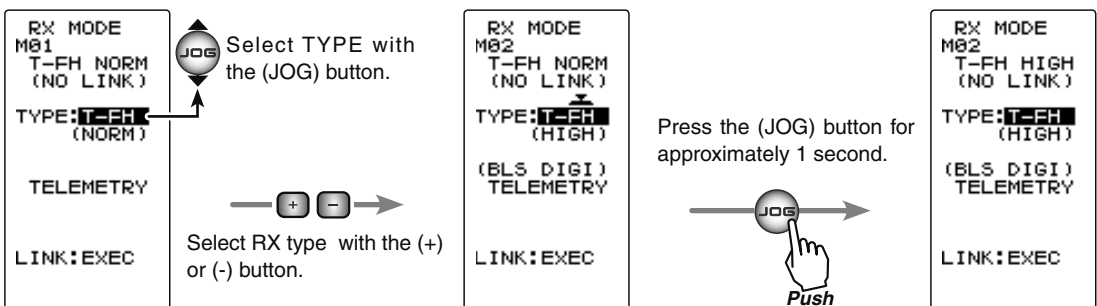 RX MODE
M01
T-FH NORM
(NO LINK)
TYPE:T-FH
(NORM)
TELEMETRY
LINK:EXEC
JOG
Select TYPE with
the (JOG) button.
+ -
Select RX type with the (+)
or (-) button.
RX MODE
M02
T-FH NORM
(NO LINK)
TYPE:T-FH
(HIGH)
(BLS DIGI)
TELEMETRY
LINK:EXEC
Press the (JOG) button for
approximately 1 second.
JOG
Push
RX MODE
M02
T-FH HIGH
(NO LINK)
TYPE:T-FH
(HIGH)
(BLS DIGI)
TELEMETRY
LINK:EXEC